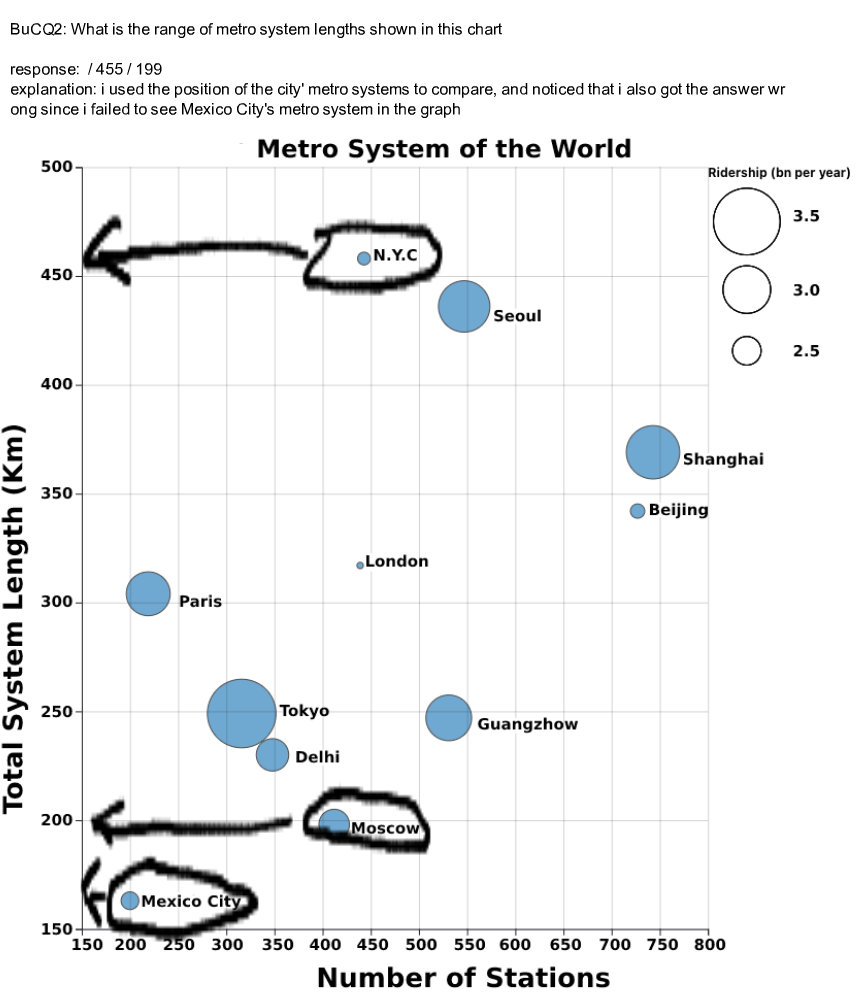 BuCQ2: What is the range of metro system lengths shown in this chart
response:  / 455 / 199
explanation: i used the position of the city' metro systems to compare, and noticed that i also got the answer wr
ong since i failed to see Mexico City's metro system in the graph
Metro System of the World
Ridership (bn per year)
3.5
3.0
2.5
Total System Length (Km)
500
450
400
350
300
250
200
150
N.Y.C
Seoul
Shanghai
Beijing
London
Paris
Tokyo
Guangzhow
Delhi
Moscow
Mexico City
150 200 250 300 350 400 450 500 550 600 650 700 750 800
Number of Stations